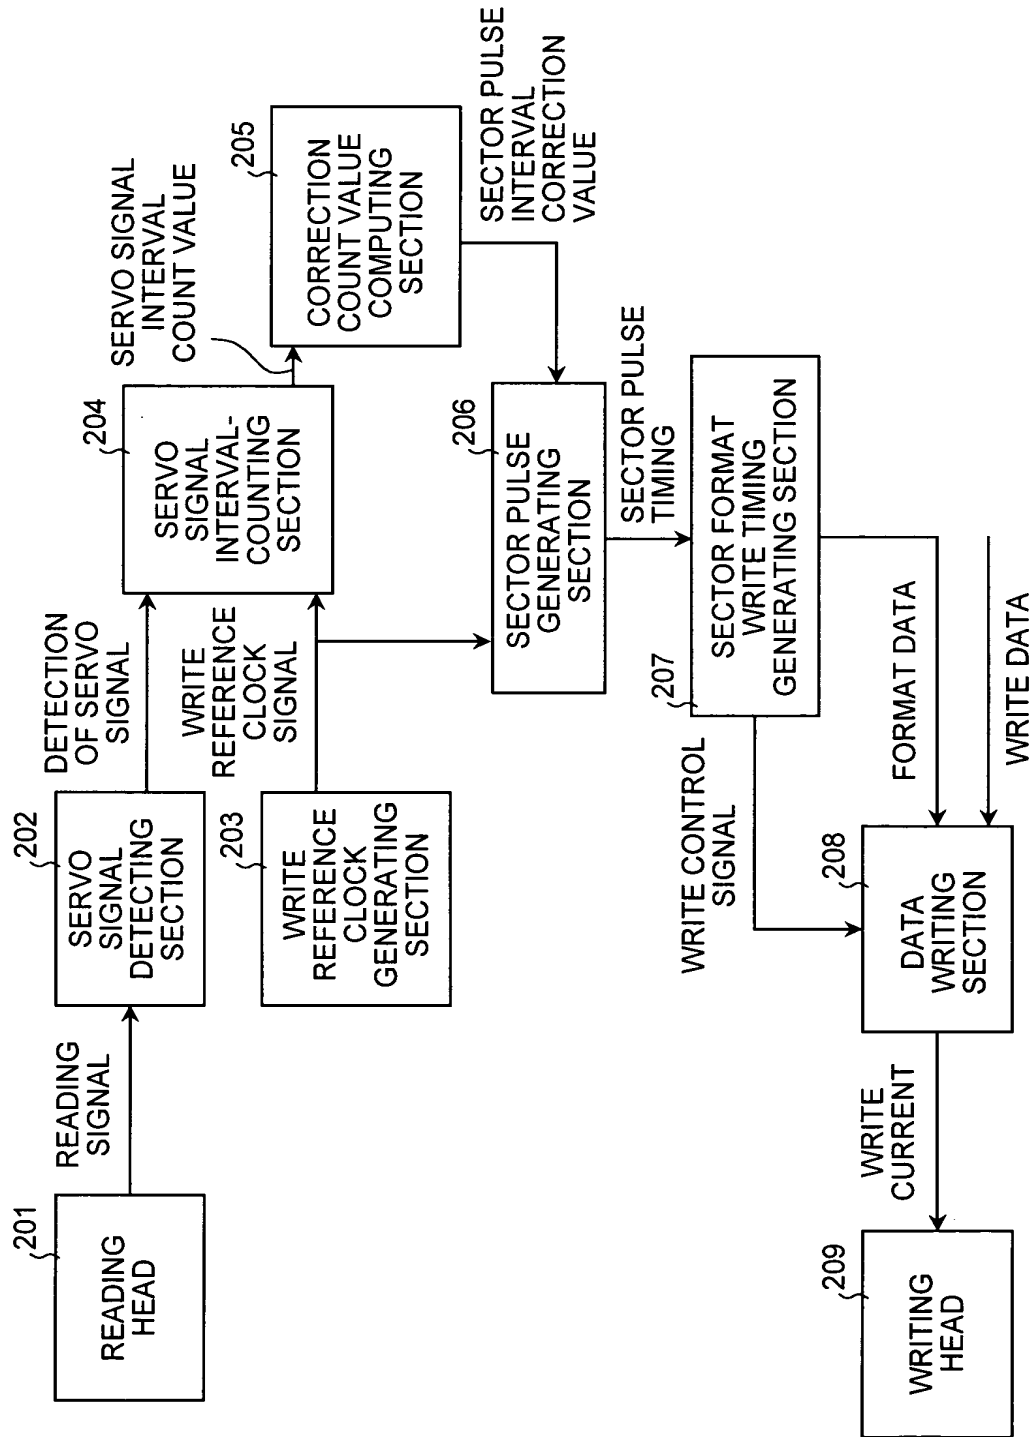 201
READING
HEAD
READING
SIGNAL
202
SERVO
SIGNAL
DETECTING
SECTION
DETECTION
OF SERVO
SIGNAL
203
WRITE
REFERENCE
CLOCK
GENERATING
SECTION
WRITE
REFERENCE
CLOCK
SIGNAL
204
SERVO
SIGNAL
INTERVAL-
COUNTING
SECTION
SERVO SIGNAL
INTERVAL
COUNT VALUE
205
CORRECTION
COUNT VALUE
COMPUTING
SECTION
SECTOR PULSE
INTERVAL
CORRECTION
VALUE
206
SECTOR PULSE
GENERATING
SECTION
SECTOR PULSE
TIMING
207
SECTOR FORMAT
WRITE TIMING
GENERATING SECTION
WRITE CONTROL
SIGNAL
FORMAT DATA
WRITE DATA
208
DATA
WRITING
SECTION
WRITE
CURRENT
209
WRITING
HEAD